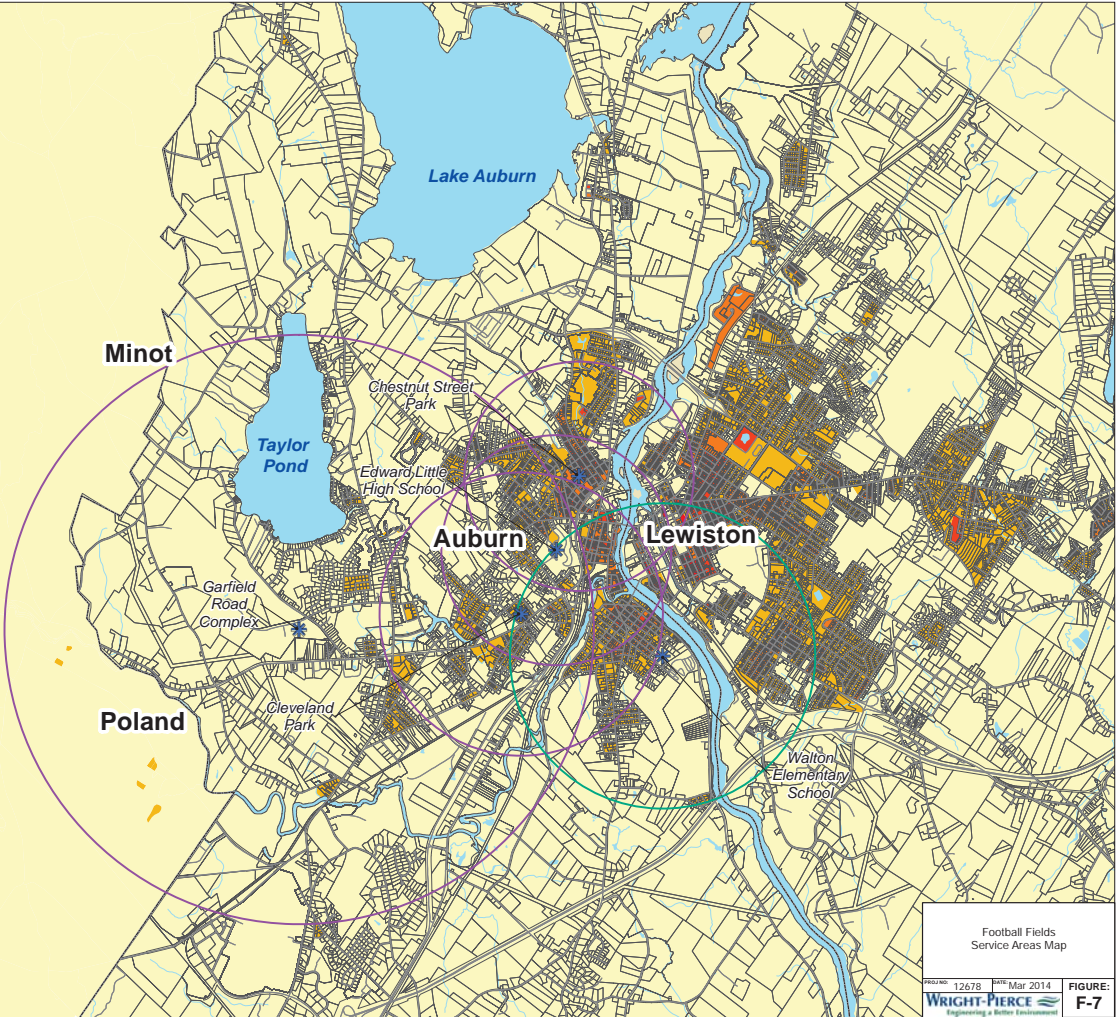 Lake Auburn
Minot
Chestnut Street
Park
Taylor
Pond
Edward Little
High School
Auburn
Lewiston
Garfield
Road
Complex
Poland
Cleveland
Park
Walton
Elementary
School
Football Fields
Service Areas Map
PROJ NO: 12678 DATE: Mar 2014
FIGURE:
F-7
WRIGHT-PIERCE
Engineering a Better Environment